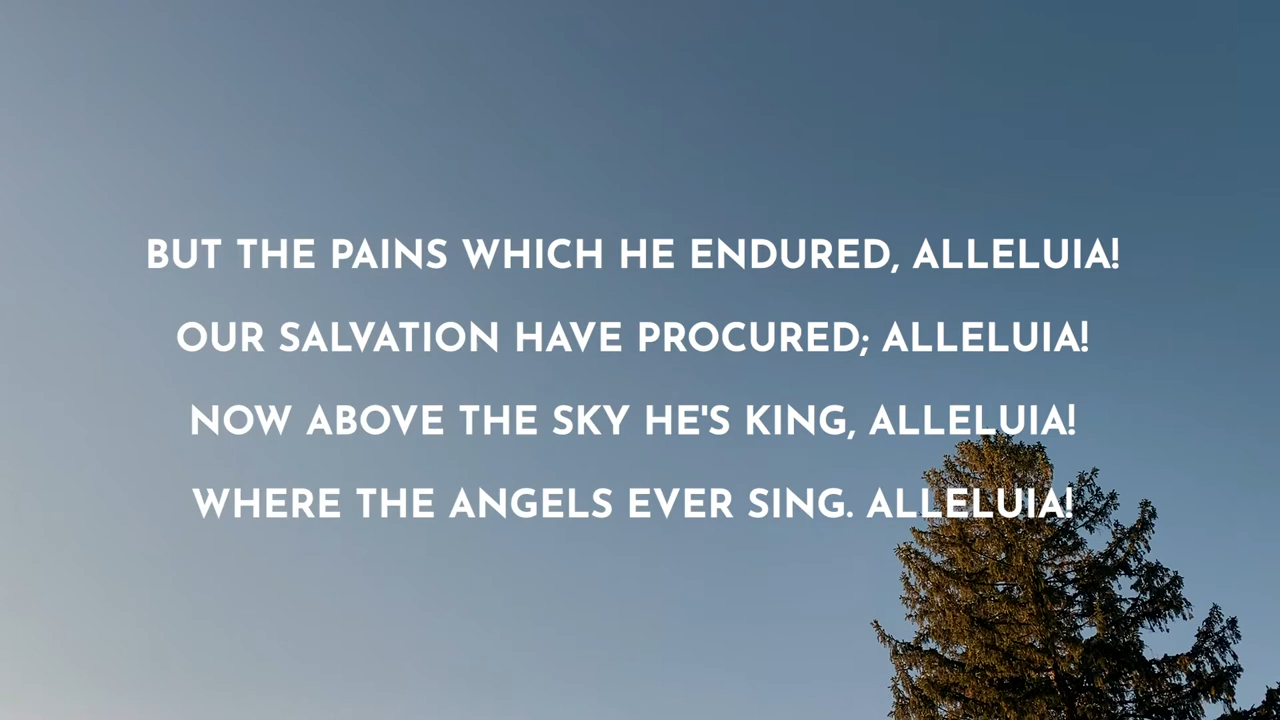 BUT THE PAINS WHICH HE ENDURED, ALLELUIA!
OUR SALVATION HAVE PROCURED; ALLELUIA!
NOW ABOVE THE SKY HE'S KING, ALLELUIA!
WHERE THE ANGELS EVER SING. ALLELUIA!